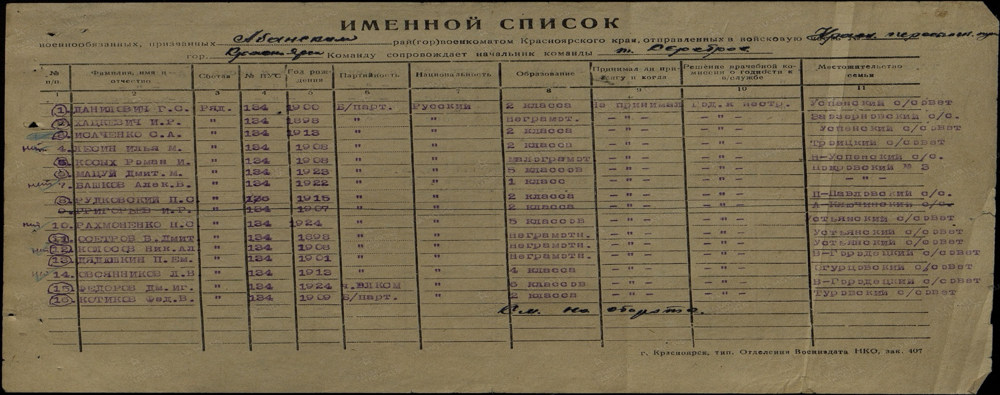 ИМЕННОЙ СПИСОК
военнообязанных, призванных Абанским рай(гор)военкоматом Красноярского края, отправленных в войсковую часть № Красн. пересыльн. пун
гор. Красноярск Команду сопровождает начальник команды т.
№ п/п. Фамилия, имя и отчество Состав № ВУС Год рождения Партийность Национальность Образование Принимал ли присягу и когда Решение врачебной комиссии о годности к в/службе Местожительство семьи
1 2 3 4 5 6 7 8 9 10 11
1. ДАНИЛОВИЧ Г.С. Ряд. 134 1900 Б/парт. Русский 2 класса Не принимал Год. к нестр. Успенский с/совет
2. ХАЦКЕВИЧ И.Р. " 134 1898 " " неграмот. – " – – " – Заозерновский с/с.
3. ИСАЧЕНКО С.А. " 134 1913 " " 2 класса – " – – " – Успенский с/совет
нет 4. ЛЕСИН ИЛЬЯ М. " 134 1908 " " 2 класса – " – – " – Троицкий с/совет
5. КОСЫХ Роман И. " 134 1908 " " малограмот – " – – " – Н-Успенский с/с.
6. МАЦУЙ Дмит.М. " 134 1923 " " 5 классов – " – – " – Покровский № 3
нет 7. БАШКОВ Алек.В. " 134 1922 " " 1 класс – " – – " – – " –
8. РУДКОВСКИЙ П.С. " 1915 " " 2 класса – " – – " – П-Павловский с/с.
9. ГРИГОРЬЕВ И.Р. " 134 1907 " " 2 класса – " – – " – А-Ключинский с/с.
нет 10. РАХМОНЕНКО П.С " 134 1924 " " 5 классов – " – – " – Устьянский с/совет
11. ОСЕТРОВ В.Дмит " 134 1898 " " неграмотн. – " – – " – Устьянский с/совет
нет 12. КОЛОСОВ Ник.Ал " 134 1908 " " неграмотн. – " – – " – Устьянский с/совет
13. ДЯДЮШКИН П.Ем. " 134 1901 " " неграмотн. – " – – " – В-Городецкий с/совет
нет 14. ОВСЯННИКОВ Л.В " 134 1913 " " 4 класса – " – – " – Огурцовский с/совет
15. ФЕДОРОВ Дм.Иг. " 134 1924 ч.ВЛКСМ " 6 классов – " – – " – В-Городецкий с/совет
16. КОТИКОВ Фед.В. " 134 1909 Б/парт. " 2 класса – " – – " – Туровский с/совет
См. на обороте.
г. Красноярск, тип. Отделения Воениздата НКО, зак. 407